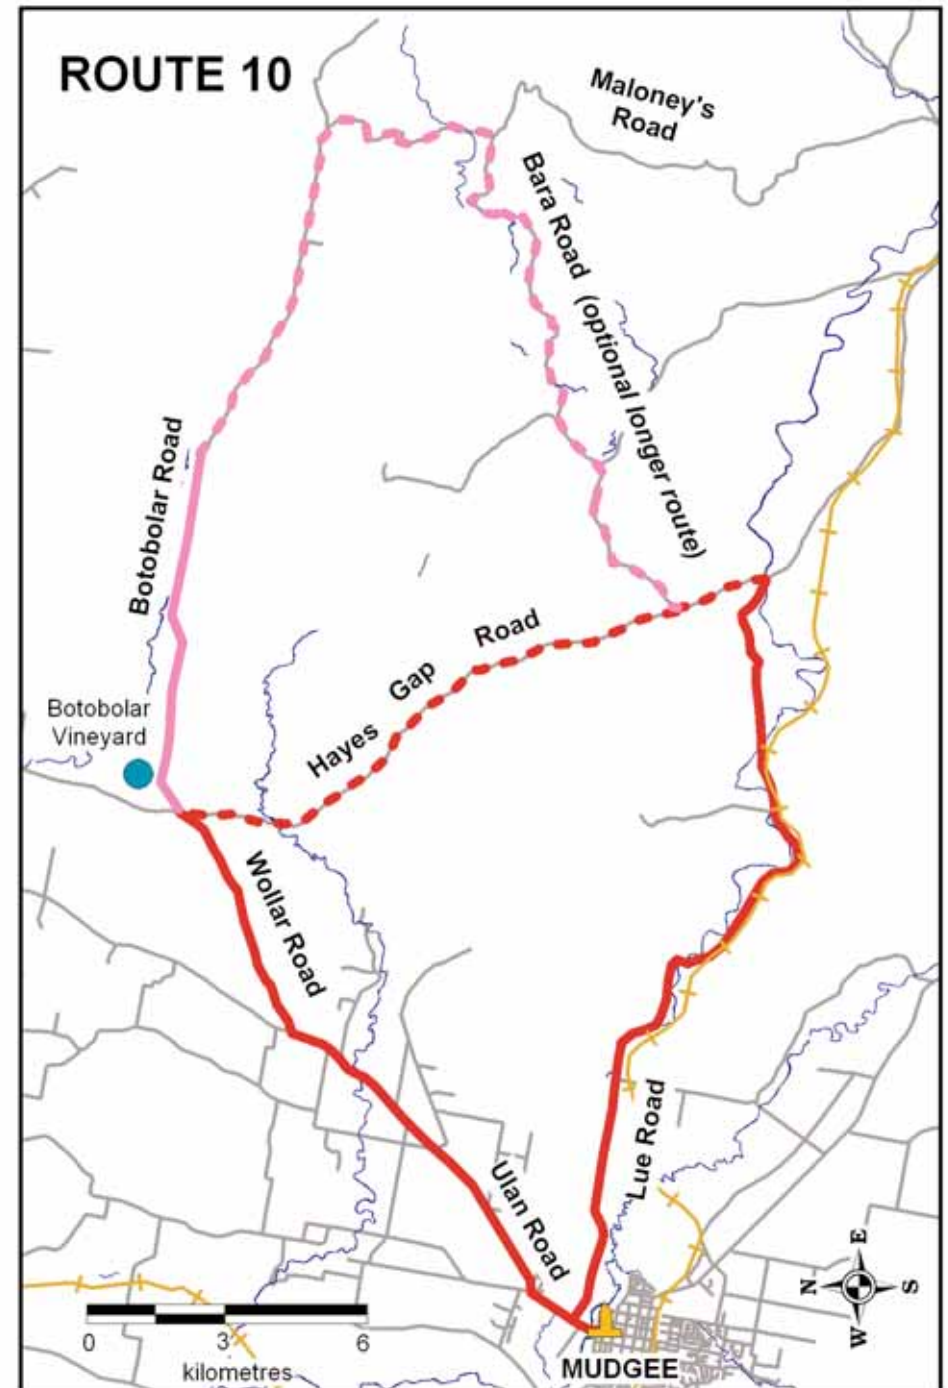 ROUTE 10
Maloney's
Road
Bara Road (optional longer route)
Botobolar Road
Hayes Gap Road
Botobolar
Vineyard
Wollar Road
Lue Road
Ulan Road
E
N
S
W
0 3 6
kilometres
MUDGEE